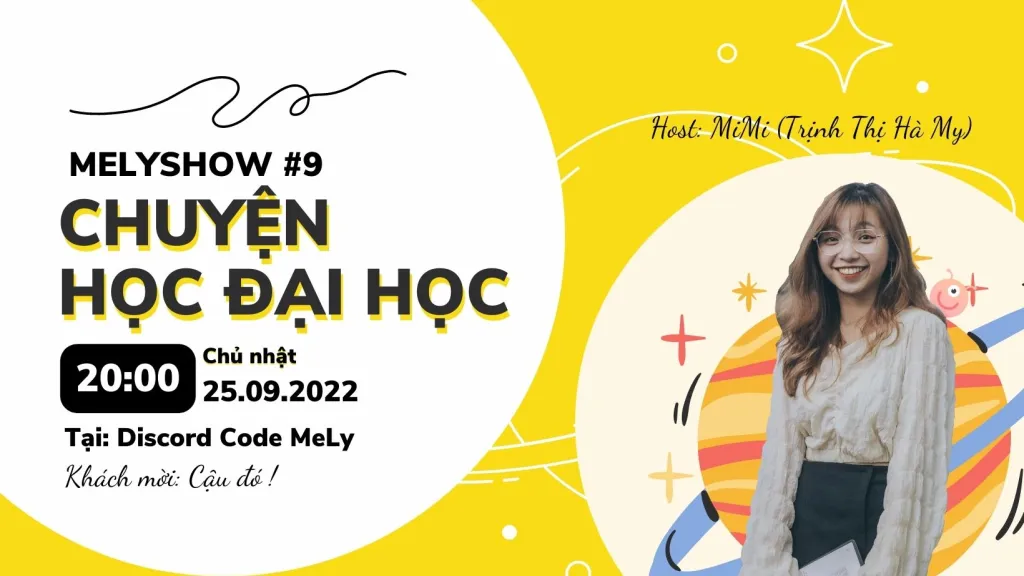 MELYSHOW #9
CHUYỆN
HỌC ĐẠI HỌC
20:00
Chủ nhật
25.09.2022
Tại: Discord Code MeLy
Khách mời: Cậu đó !
Host: MiMi (Trịnh Thị Hà My)